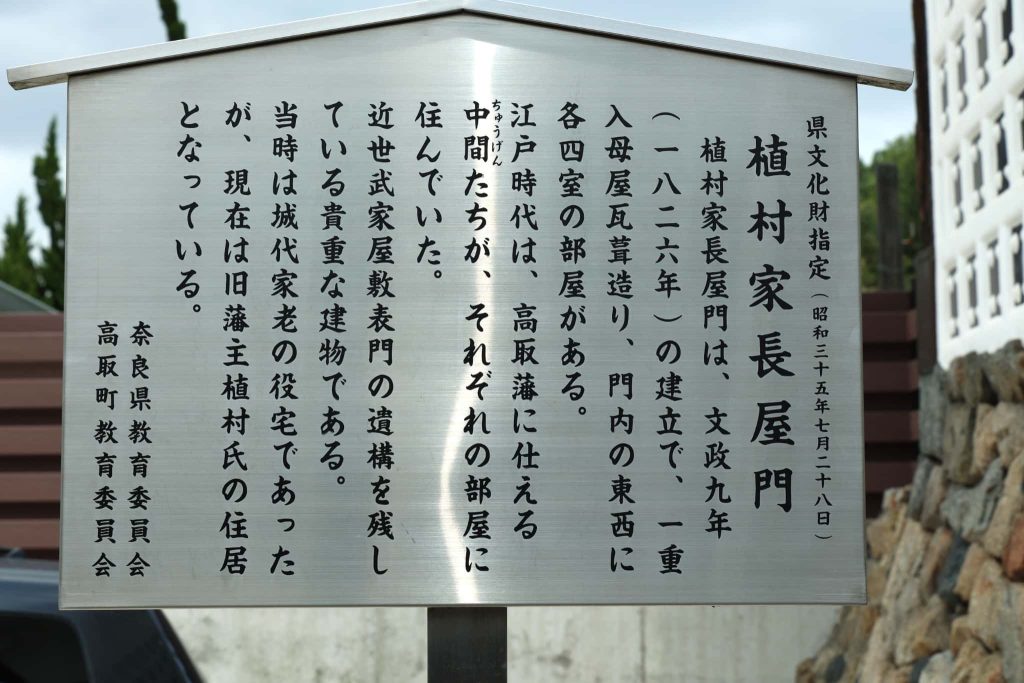 県文化財指定(昭和三十五年七月二十八日)
植村家長屋門
植村家長屋門は、文政九年
(一八二六年)の建立で、一重
入母屋瓦葺造り、門内の東西に
各四室の部屋がある。
江戸時代は、高取藩に仕える
ちゅうげん
中間たちが、それぞれの部屋に
住んでいた。
近世武家屋敷表門の遺構を残し
ている貴重な建物である。
当時は城代家老の役宅であった
が、現在は旧藩主植村氏の住居
となっている。
奈良県教育委員会
高取町教育委員会